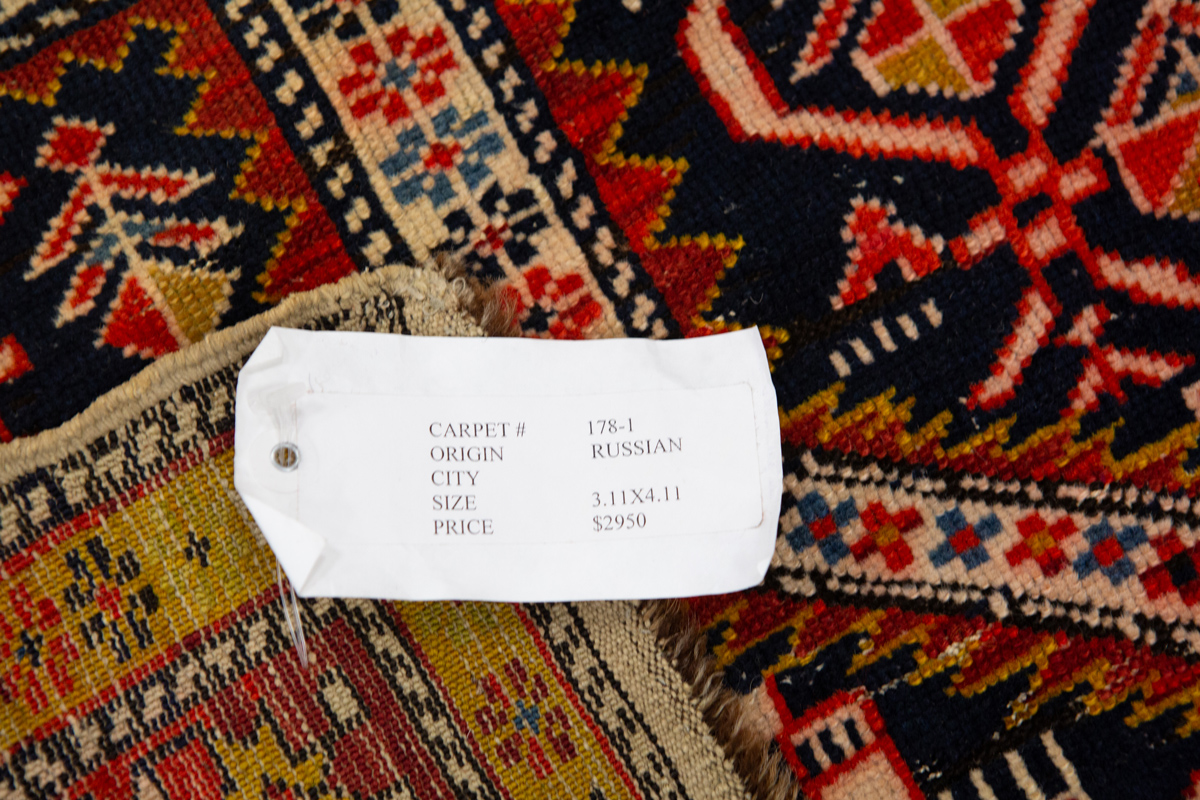 CARPET # 178-1
ORIGIN RUSSIAN
CITY
SIZE 3.11X4.11
PRICE $2950